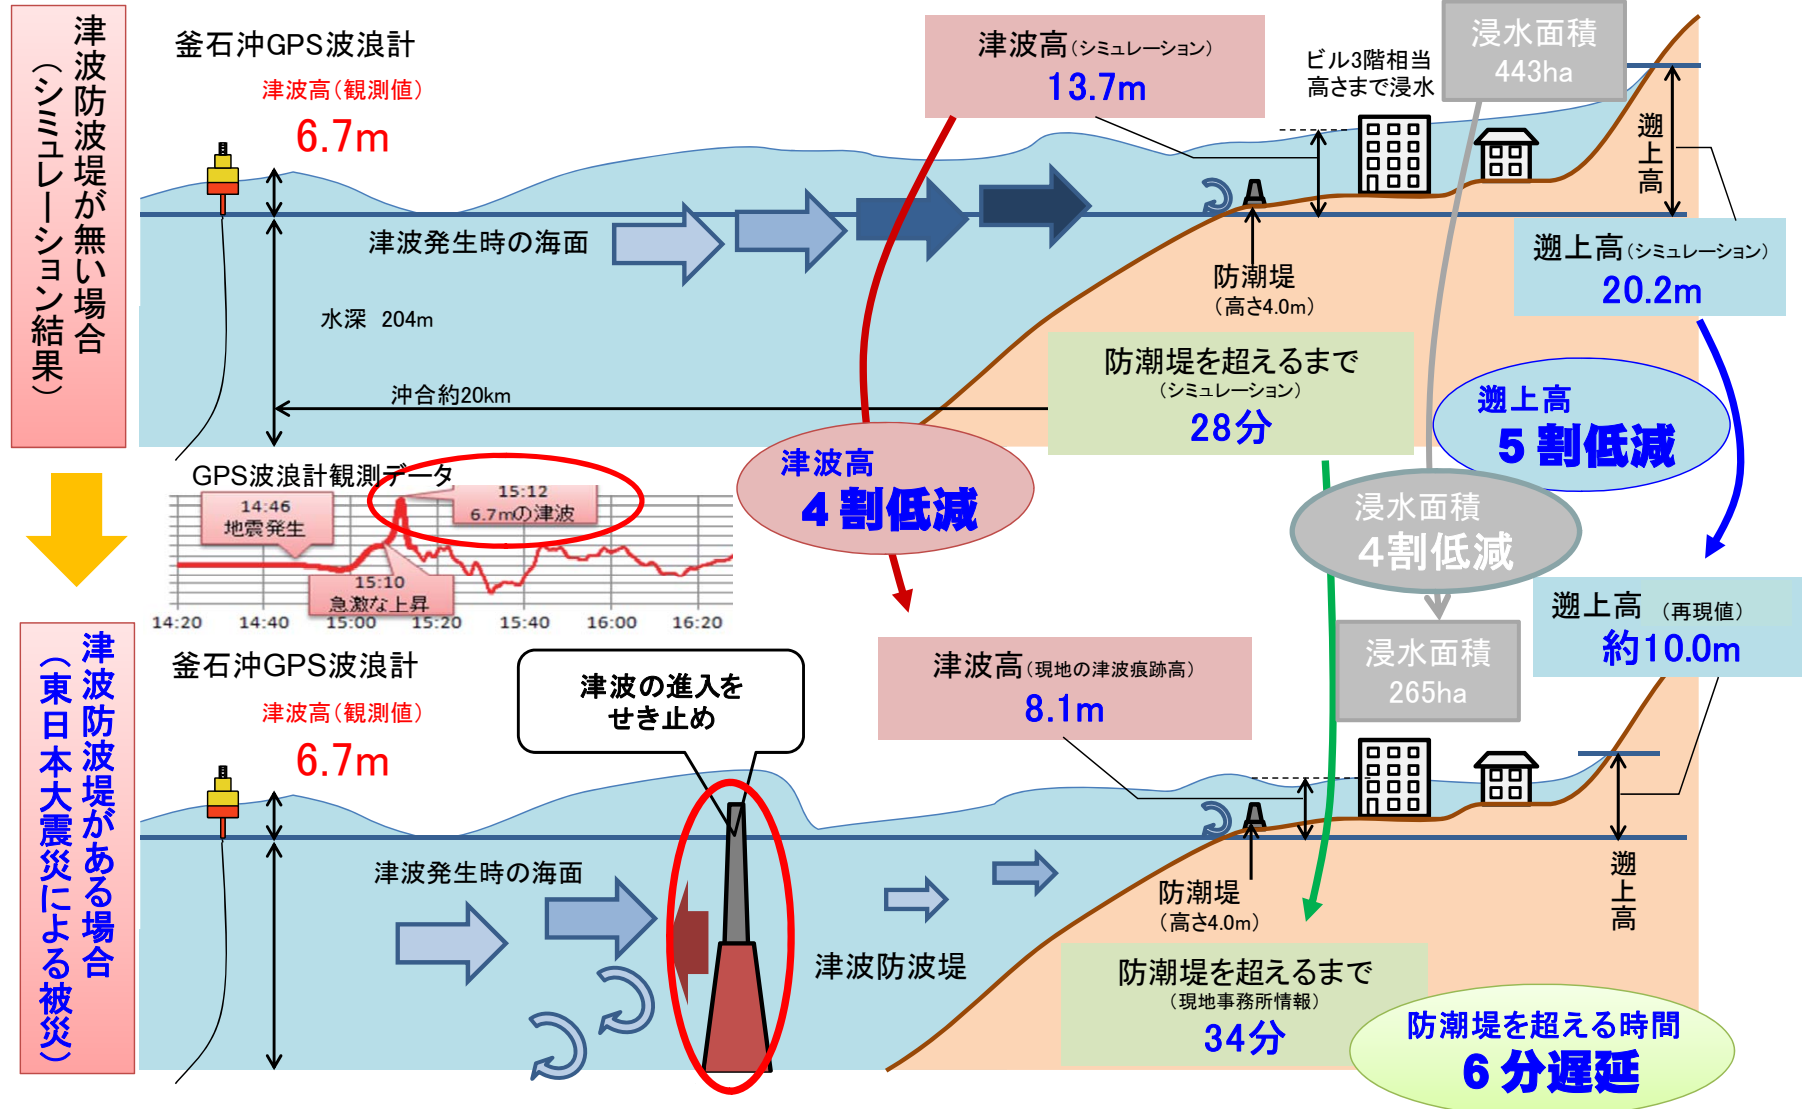 津波防波堤が無い場合
（シミュレーション結果）
釜石沖GPS波浪計
津波高（観測値）
6.7m
津波高（シミュレーション）
13.7m
ビル3階相当
高さまで浸水
浸水面積
443ha
遡上高
津波発生時の海面
防潮堤
（高さ4.0m）
遡上高（シミュレーション）
20.2m
水深 204m
沖合約20km
防潮堤を超えるまで
（シミュレーション）
28分
津波高
４割低減
遡上高
５割低減
浸水面積
４割低減
GPS波浪計観測データ
14:46
地震発生
15:12
6.7mの津波
15:10
急激な上昇
14:20 14:40 15:00 15:20 15:40 16:00 16:20
津波防波堤がある場合
（東日本大震災による被災）
釜石沖GPS波浪計
津波高（観測値）
6.7m
津波の進入を
せき止め
津波高（現地の津波痕跡高）
8.1m
浸水面積
265ha
遡上高 （再現値）
約10.0m
津波発生時の海面
津波防波堤
防潮堤
（高さ4.0m）
遡上高
防潮堤を超えるまで
（現地事務所情報）
34分
防潮堤を超える時間
６分遅延